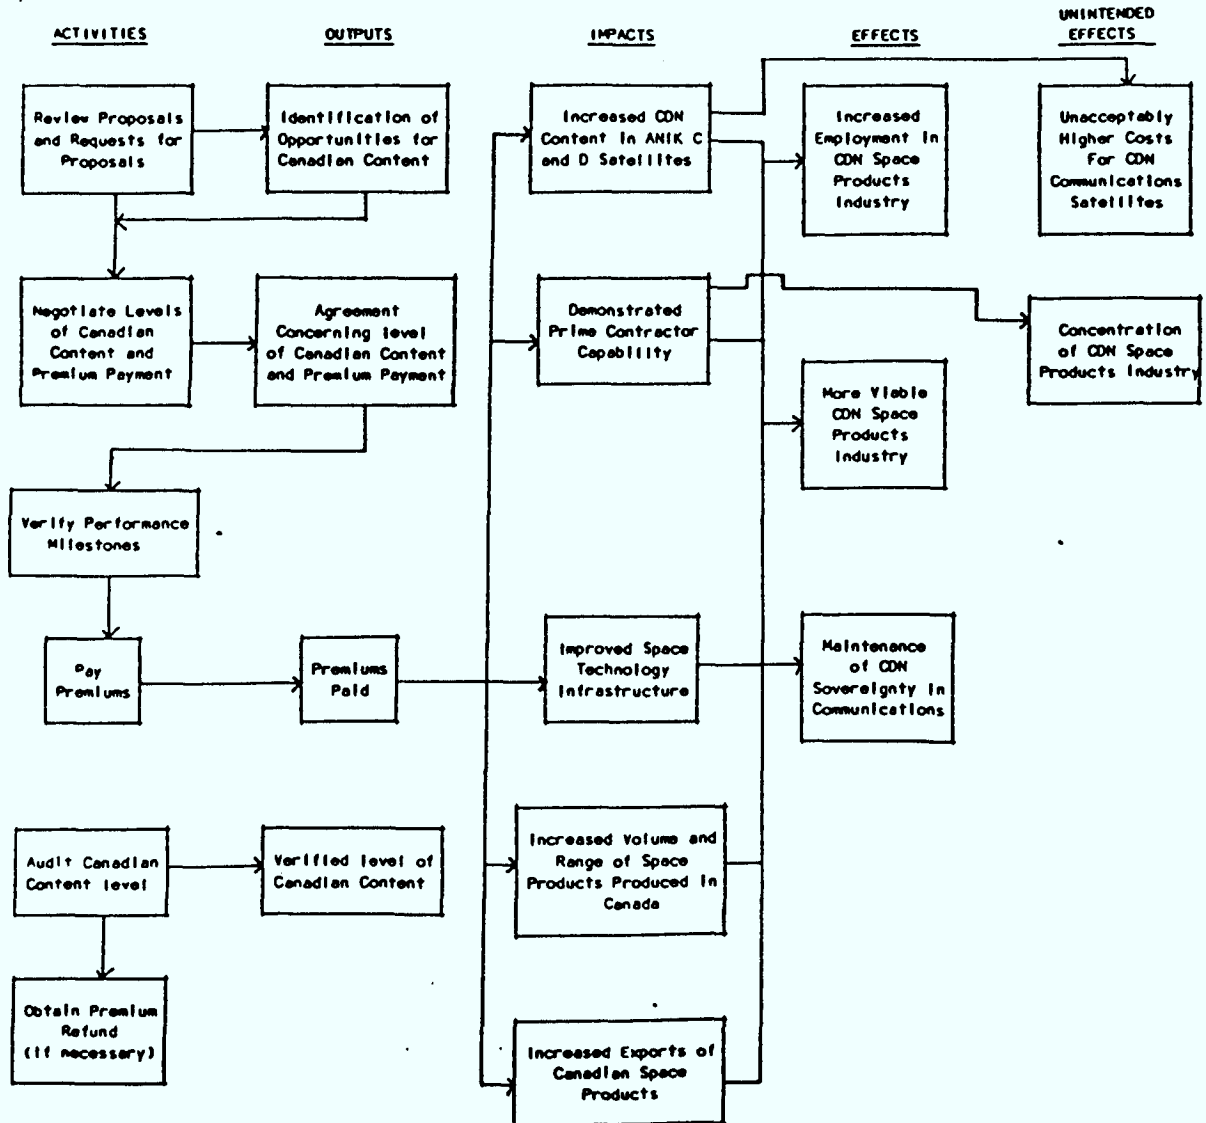 ACTIVITIES
OUTPUTS
IMPACTS
EFFECTS
UNINTENDED
EFFECTS
Review Proposals
and Requests for
Proposals
Identification of
Opportunities for
Canadian Content
Increased CDN
Content in ANIK C
and D Satellites
Increased
Employment in
CDN Space
Products
Industry
Unacceptably
Higher Costs
For CDN
Communications
Satellites
Negotiate Levels
of Canadian
Content and
Premium Payment
Agreement
Concerning level
of Canadian Content
and Premium Payment
Demonstrated
Prime Contractor
Capability
Concentration
of CDN Space
Products Industry
More Viable
CDN Space
Products
Industry
Verify Performance
Milestones
Pay
Premiums
Premiums
Paid
Improved Space
Technology
Infrastructure
Maintenance
of CDN
Sovereignty in
Communications
Audit Canadian
Content level
Verified level of
Canadian Content
Increased Volume and
Range of Space
Products Produced in
Canada
Obtain Premium
Refund
(if necessary)
Increased Exports of
Canadian Space
Products